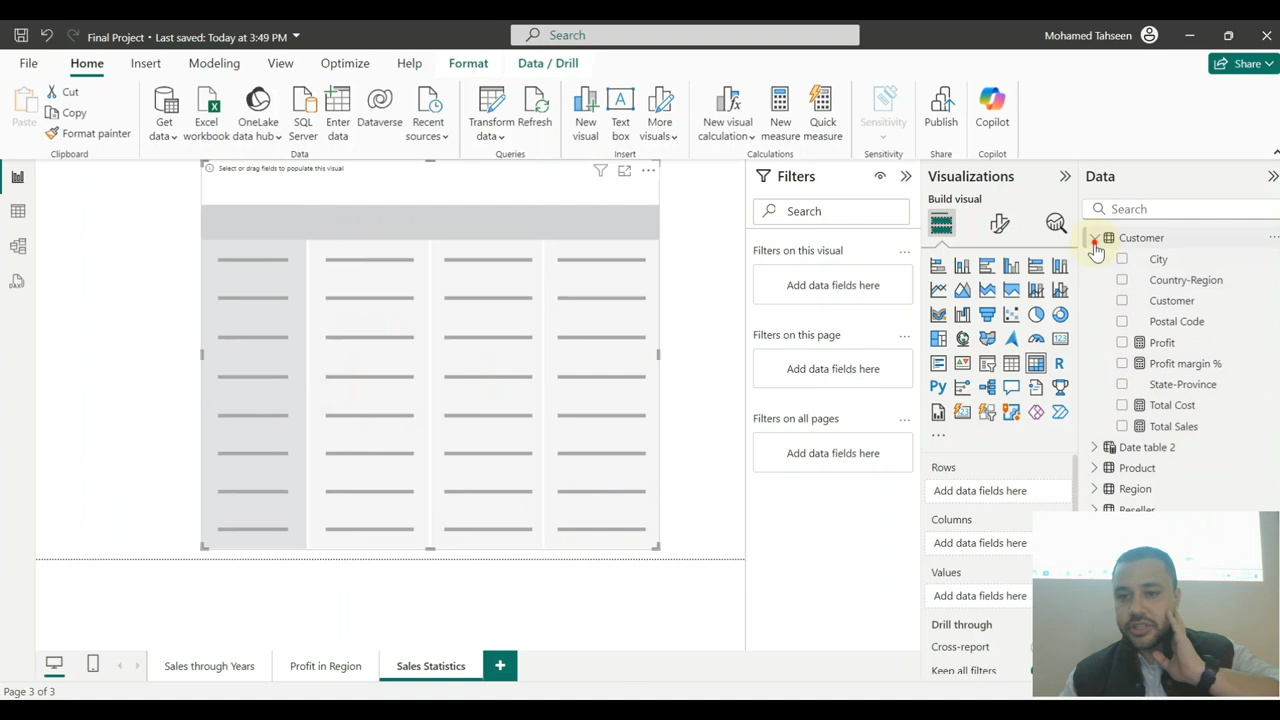 Final Project • Last saved: Today at 3:49 PM
Search
Mohamed Tahseen
File Home Insert Modeling View Optimize Help Format Data / Drill
Share
Paste
Cut
Copy
Format painter
Clipboard
Get data
Excel workbook
OneLake data hub
SQL Server
Enter data
Dataverse
Recent sources
Data
Transform data
Refresh
Queries
New visual
Text box
More visuals
Insert
New visual calculation
New measure
Quick measure
Calculations
Sensitivity
Sensitivity
Publish
Share
Copilot
Copilot
Select or drag fields to populate this visual
Filters
Search
Filters on this visual
Add data fields here
Filters on this page
Add data fields here
Filters on all pages
Add data fields here
Visualizations
Build visual
R
Py
123
Rows
Add data fields here
Columns
Add data fields here
Values
Add data fields here
Drill through
Cross-report
Keep all filters
Data
Search
Customer
City
Country-Region
Customer
Postal Code
Profit
Profit margin %
State-Province
Total Cost
Total Sales
Date table 2
Product
Region
Reseller
Sales through Years
Profit in Region
Sales Statistics
Page 3 of 3